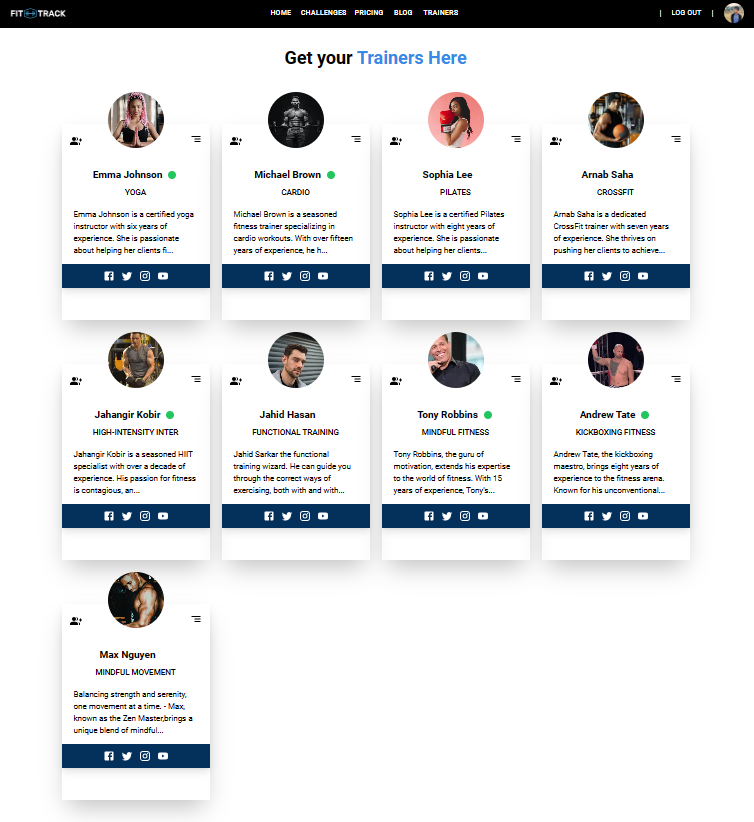 FIT TRACK
HOME CHALLENGES PRICING BLOG TRAINERS
| LOG OUT |
Get your Trainers Here
Emma Johnson
YOGA
Emma Johnson is a certified yoga
instructor with six years of
experience. She is passionate
about helping her clients fi...
Michael Brown
CARDIO
Michael Brown is a seasoned
fitness trainer specializing in
cardio workouts. With over fifteen
years of experience, he h...
Sophia Lee
PILATES
Sophia Lee is a certified Pilates
instructor with eight years of
experience. She is passionate
about helping her clients...
Arnab Saha
CROSSFIT
Arnab Saha is a dedicated
CrossFit trainer with seven years
of experience. She thrives on
pushing her clients to achieve...
Jahangir Kobir
HIGH-INTENSITY INTER
Jahangir Kobir is a seasoned HIIT
specialist with over a decade of
experience. His passion for fitness
is contagious, an...
Jahid Hasan
FUNCTIONAL TRAINING
Jahid Sarkar the functional
training wizard. He can guide you
through the correct ways of
exercising, both with and with...
Tony Robbins
MINDFUL FITNESS
Tony Robbins, the guru of
motivation, extends his expertise
to the world of fitness. With 15
years of experience, Tony's...
Andrew Tate
KICKBOXING FITNESS
Andrew Tate, the kickboxing
maestro, brings eight years of
experience to the fitness arena.
Known for his unconventional...
Max Nguyen
MINDFUL MOVEMENT
Balancing strength and serenity,
one movement at a time. - Max,
known as the Zen Master,brings a
unique blend of mindful...